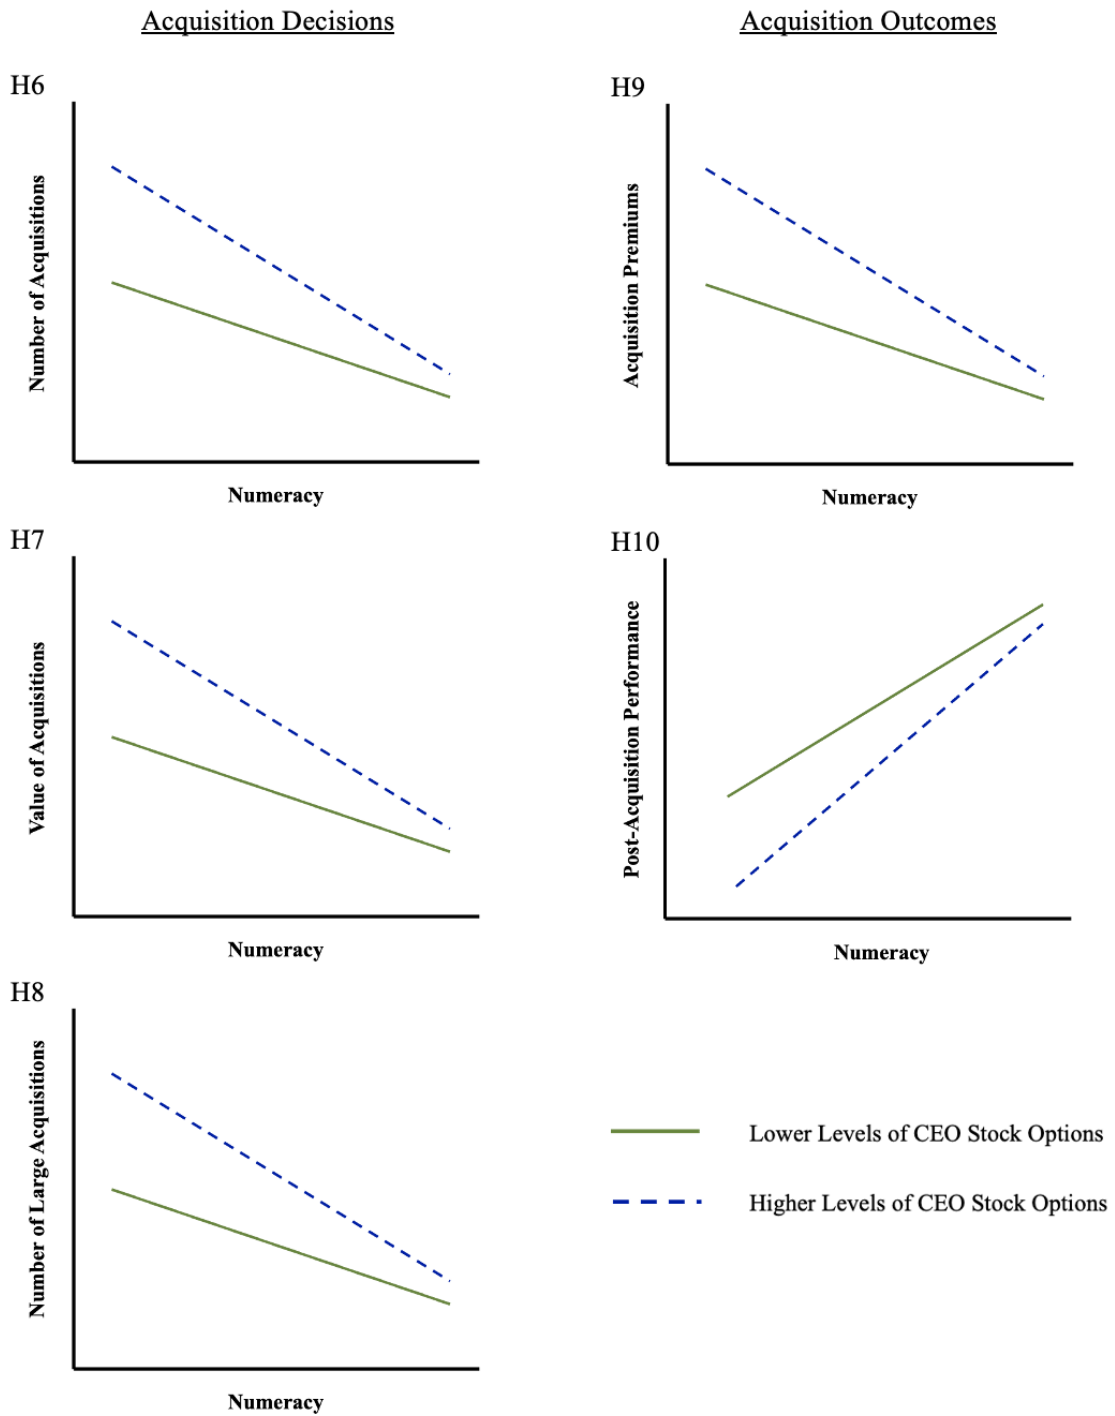 Acquisition Decisions
Acquisition Outcomes
H6
Number of Acquisitions
Numeracy
H9
Acquisition Premiums
Numeracy
H7
Value of Acquisitions
Numeracy
H10
Post-Acquisition Performance
Numeracy
H8
Number of Large Acquisitions
Numeracy
Lower Levels of CEO Stock Options
Higher Levels of CEO Stock Options